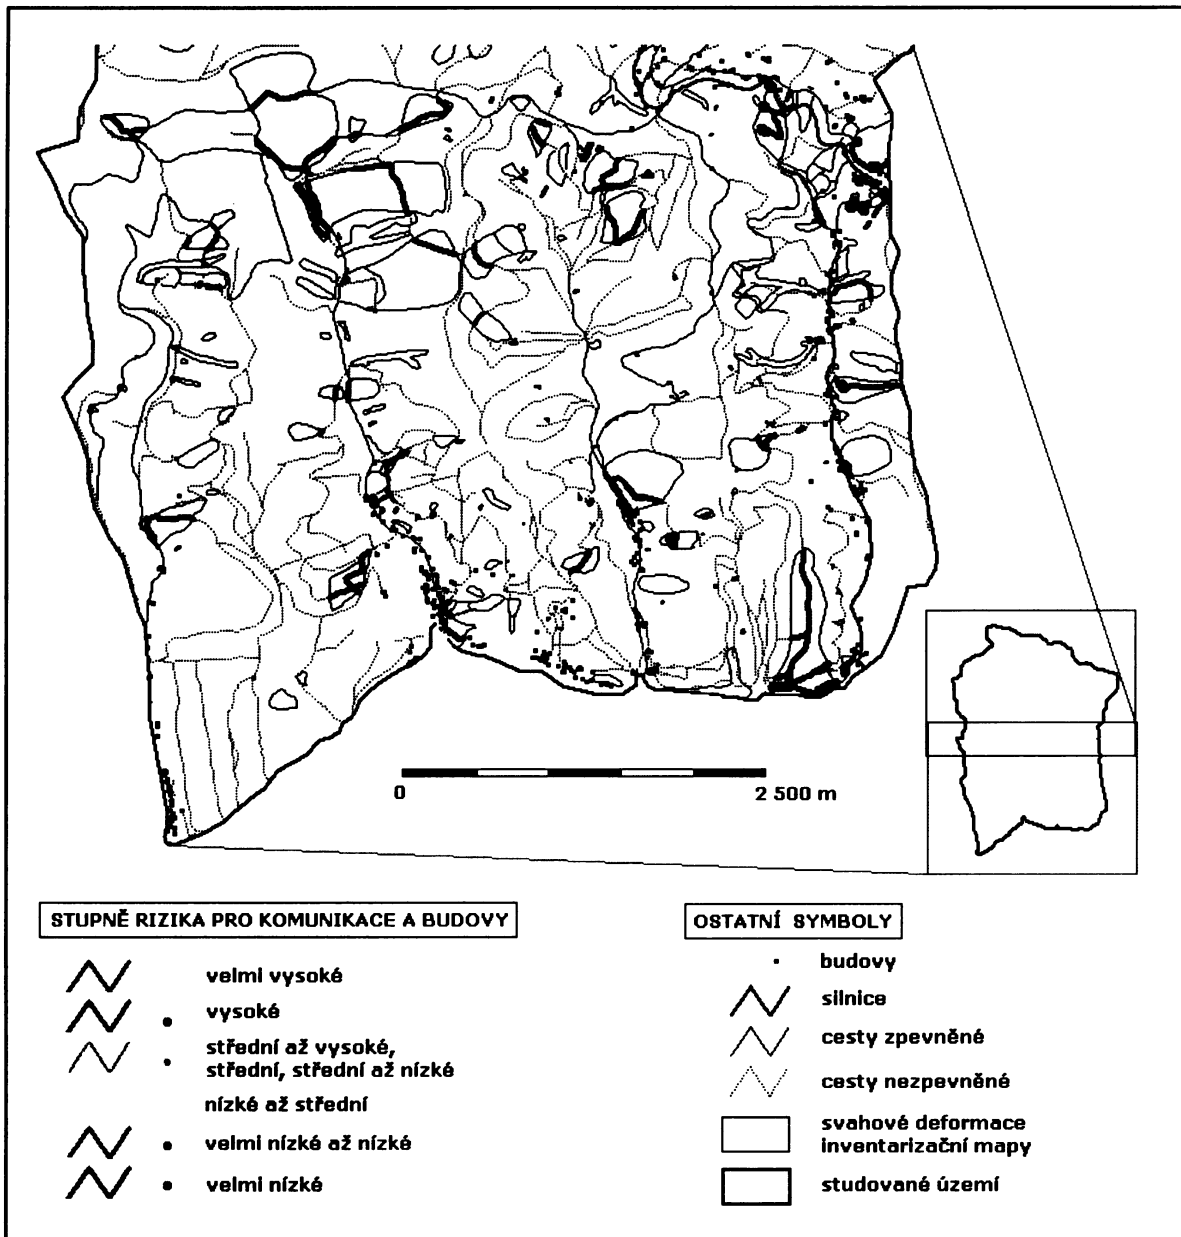 0
2 500 m
STUPNĚ RIZIKA PRO KOMUNIKACE A BUDOVY
velmi vysoké
vysoké
střední až vysoké,
střední, střední až nízké
nízké až střední
velmi nízké až nízké
velmi nízké
OSTATNÍ SYMBOLY
budovy
silnice
cesty zpevněné
cesty nezpevněné
svahové deformace
inventarizační mapy
studované území